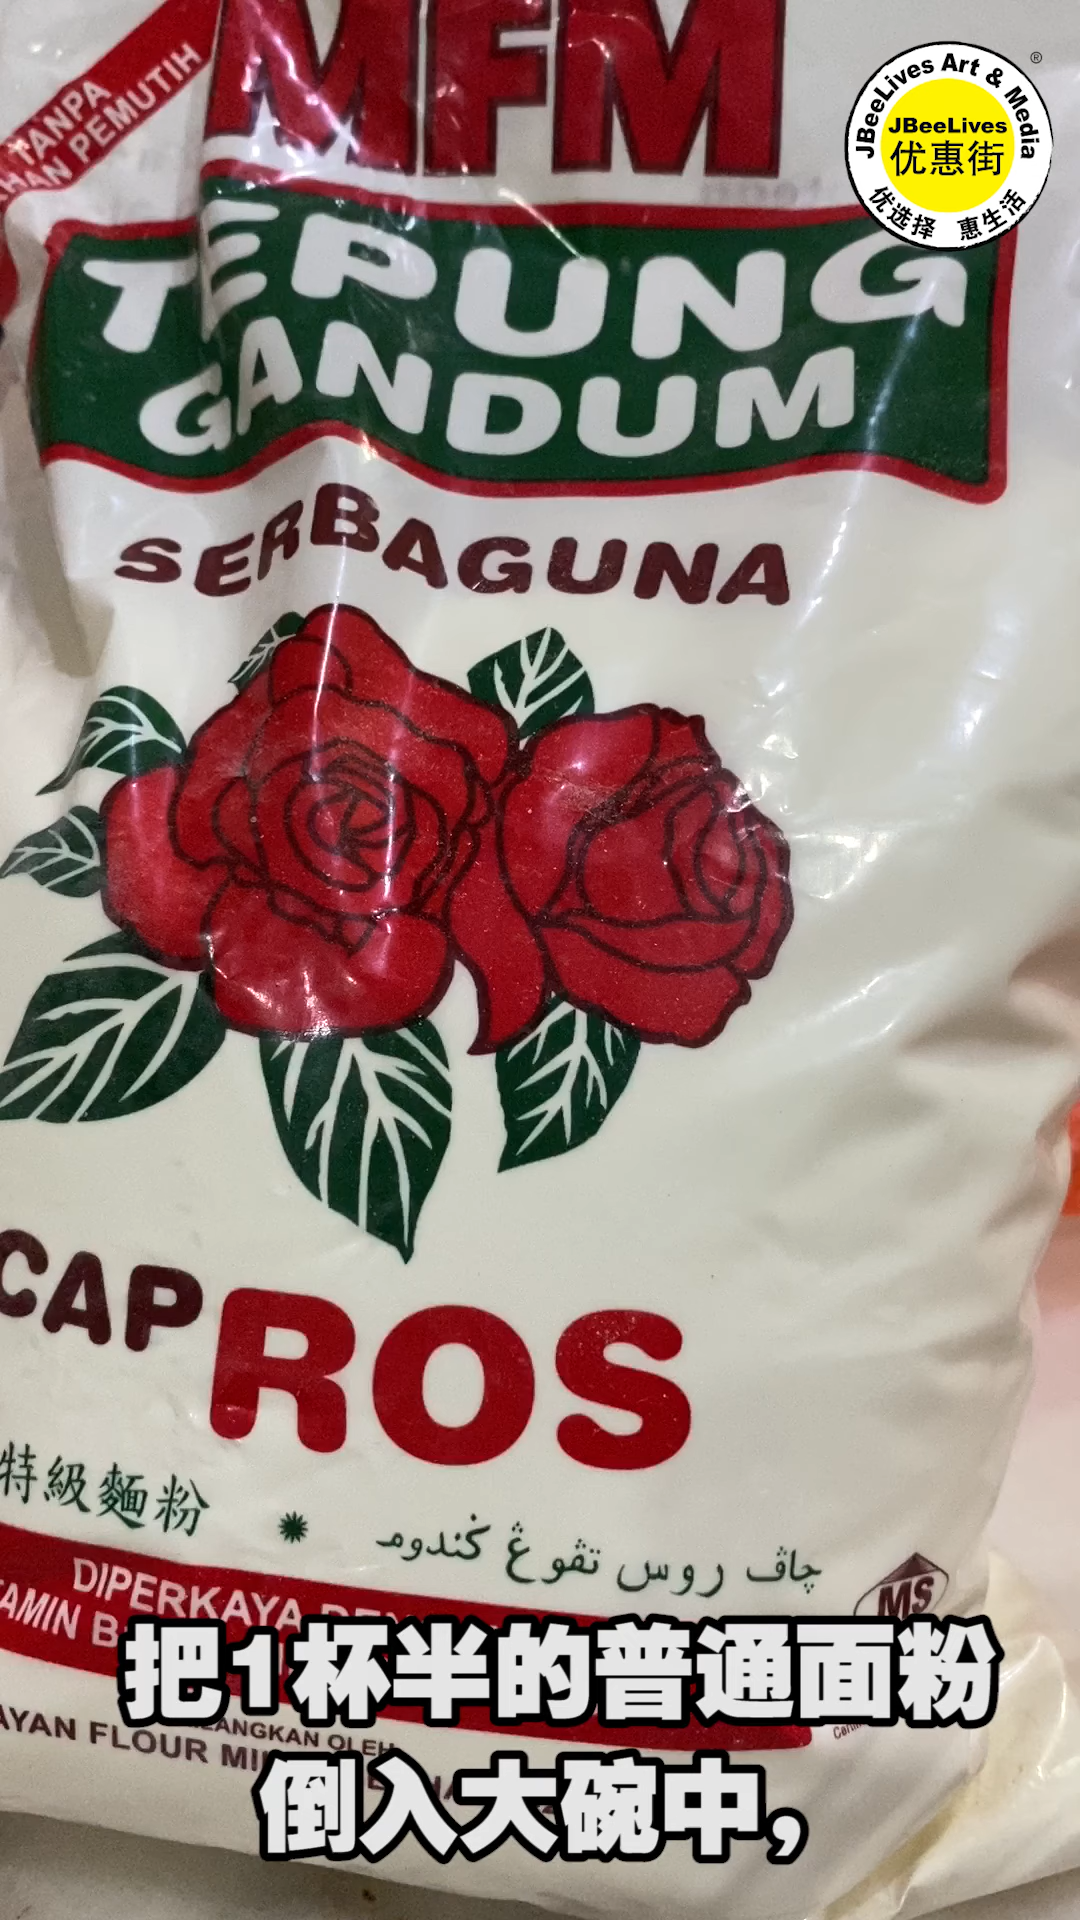 MFM
TANPA
PEMUTIH
JBeeLives Art & Media
®
JBeeLives
优惠街
优选择 惠生活
TEPUNG
GANDUM
SERBAGUNA
CAP ROS
特級麵粉
چاڤ روس تڤوڠ ݢندوم
MS
DIPERKAYA
把1杯半的普通面粉
倒入大碗中,
OLEH
FLOUR